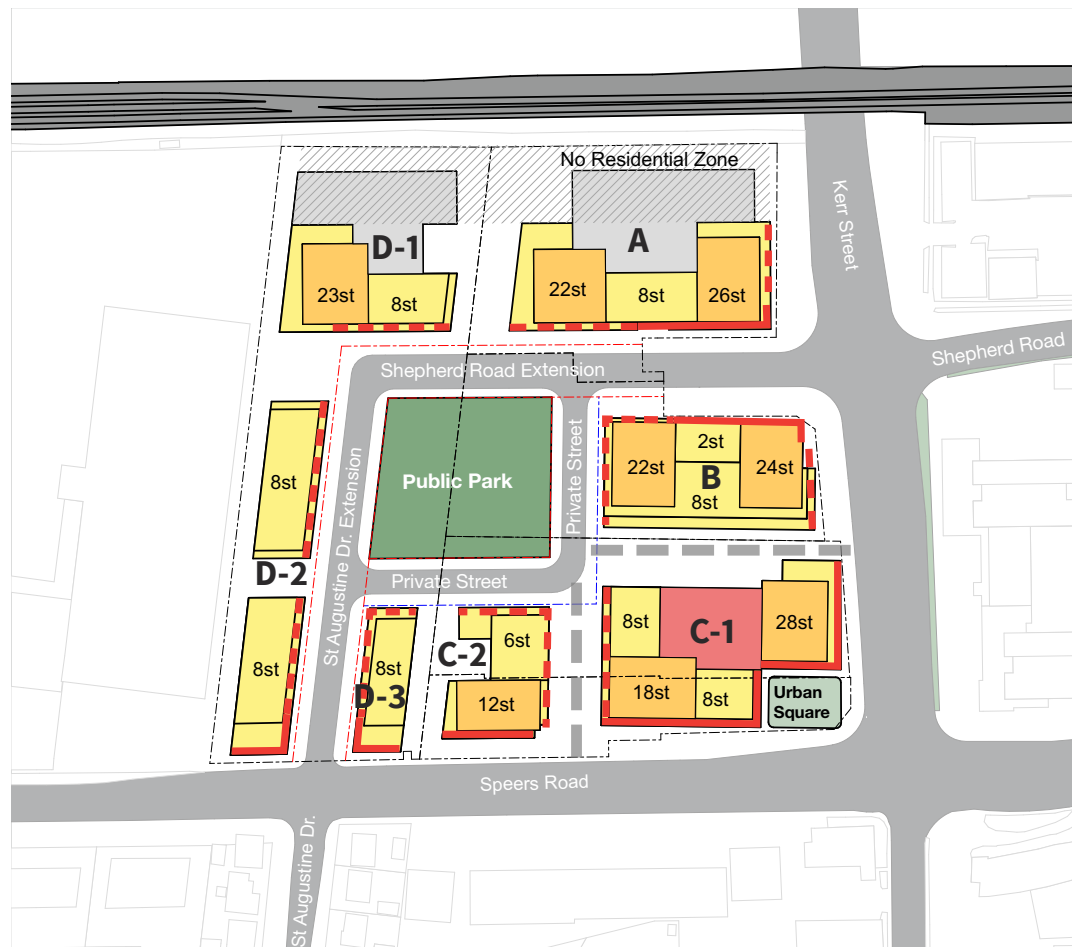 No Residential Zone
Kerr Street
D-1
A
23st
8st
22st
8st
26st
Shepherd Road
Shepherd Road Extension
Private Street
Public Park
St Augustine Dr. Extension
2st
22st
B
24st
8st
8st
D-2
Private Street
8st
8st
D-3
C-2
6st
12st
8st
C-1
28st
18st
8st
Urban
Square
Speers Road
St Augustine Dr.